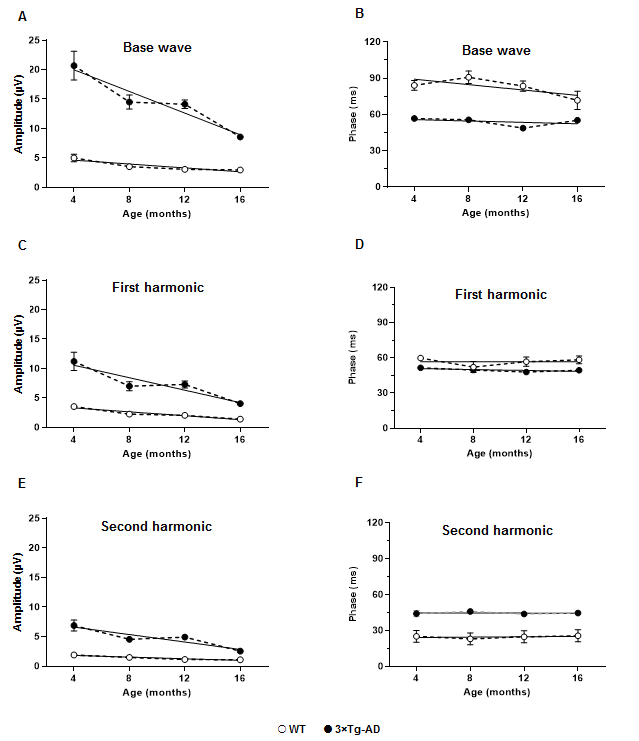 A
Base wave
25
20
15
10
5
0
Amplitude (µV)
4 8 12 16
Age (months)
B
Base wave
120
90
60
30
0
Phase (ms)
4 8 12 16
Age (months)
C
First harmonic
25
20
15
10
5
0
Amplitude (µV)
4 8 12 16
Age (months)
D
First harmonic
120
90
60
30
0
Phase (ms)
4 8 12 16
Age (months)
E
Second harmonic
25
20
15
10
5
0
Amplitude (µV)
4 8 12 16
Age (months)
F
Second harmonic
120
90
60
30
0
Phase (ms)
4 8 12 16
Age (months)
WT 3×Tg-AD